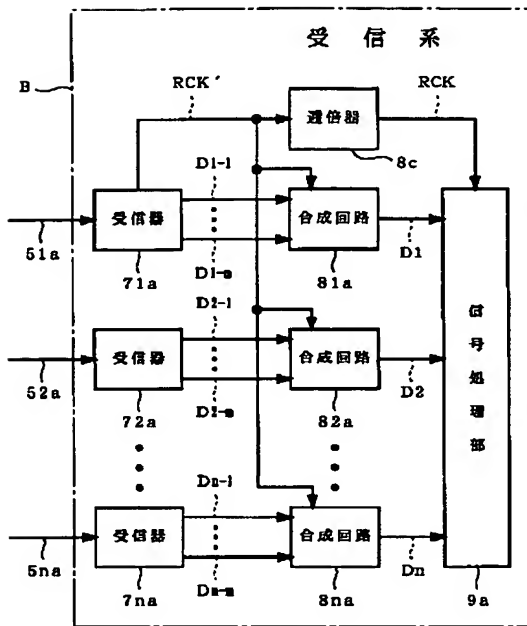 受信系
B
RCK'
RCK
逓倍器
8c
D1-1
受信器
合成回路
51a
D1-m
D1
71a
81a
D2-1
受信器
合成回路
52a
D2-m
D2
72a
82a
信号処理部
Dn-1
受信器
合成回路
5na
Dn-m
Dn
7na
8na
9a